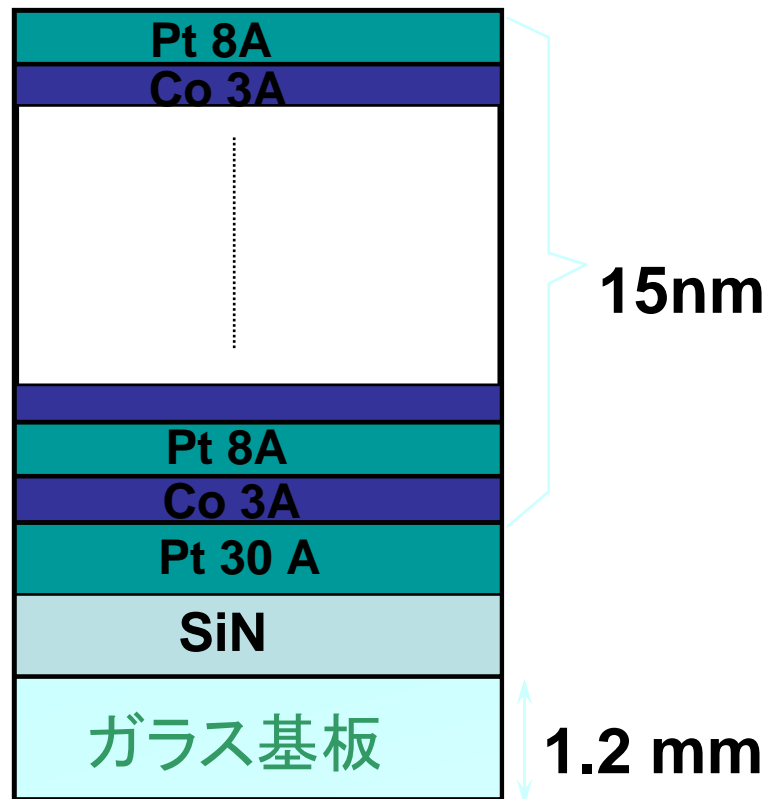 Pt 8A
Co 3A
15nm
Pt 8A
Co 3A
Pt 30 A
SiN
ガラス基板
1.2 mm